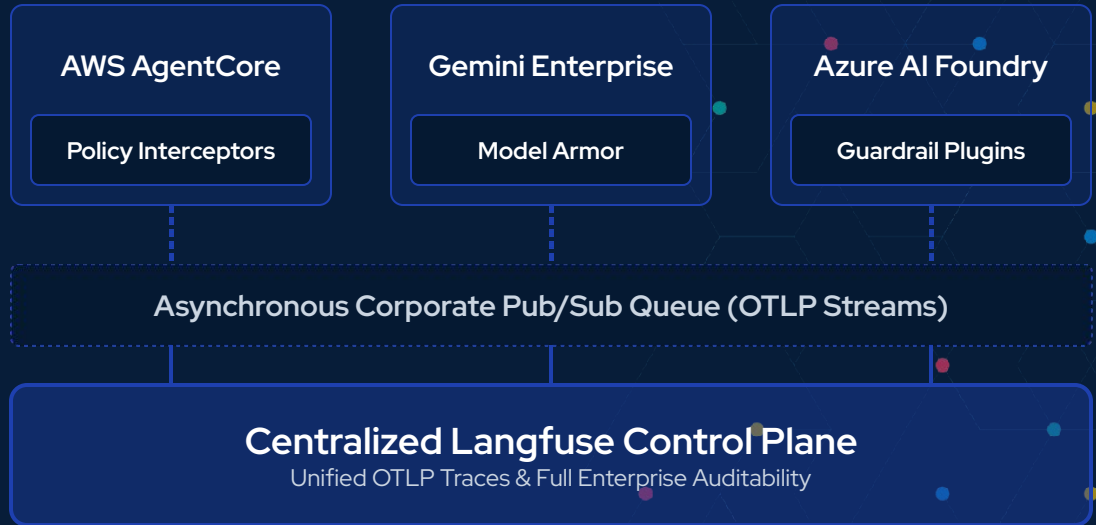 AWS AgentCore
Gemini Enterprise
Azure AI Foundry
Policy Interceptors
Model Armor
Guardrail Plugins
Asynchronous Corporate Pub/Sub Queue (OTLP Streams)
Centralized Langfuse Control Plane
Unified OTLP Traces & Full Enterprise Auditability